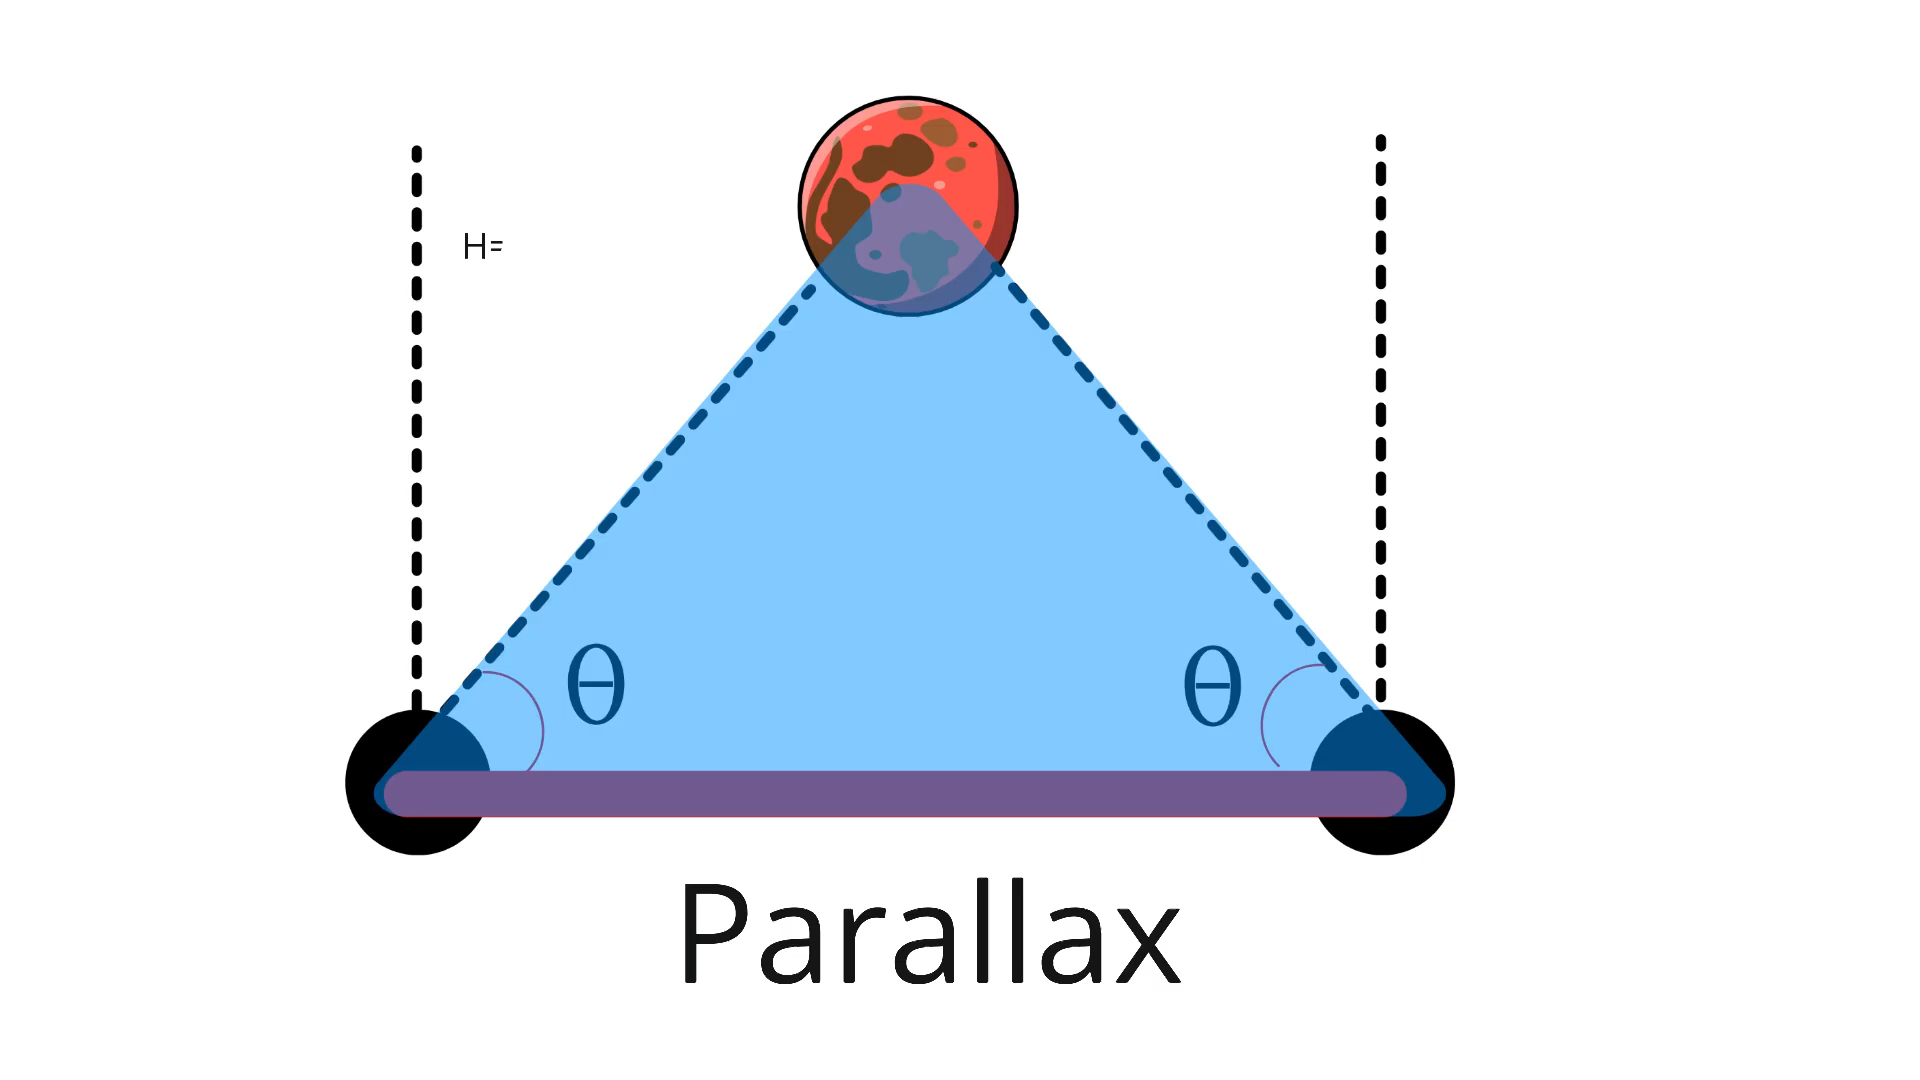 H=
θ θ
Parallax